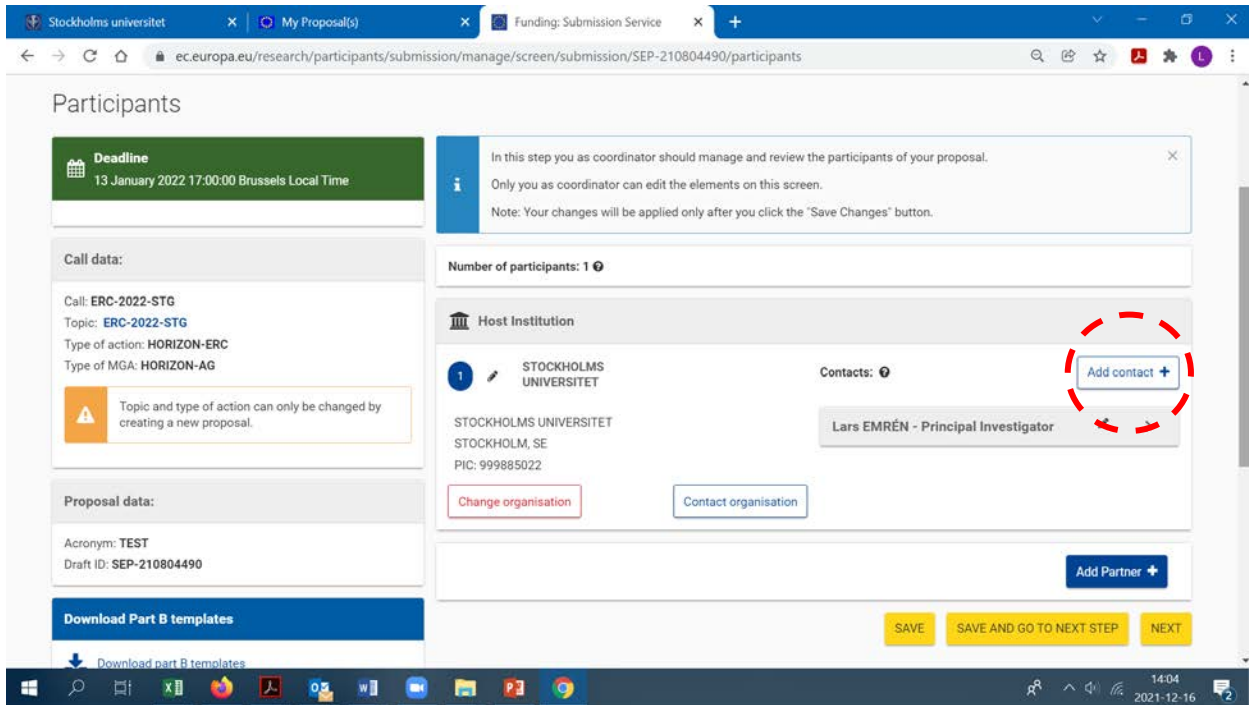 Stockholms universitet
My Proposal(s)
Funding: Submission Service
ec.europa.eu/research/participants/submission/manage/screen/submission/SEP-210804490/participants
L
Participants
Deadline
13 January 2022 17:00:00 Brussels Local Time
In this step you as coordinator should manage and review the participants of your proposal.
Only you as coordinator can edit the elements on this screen.
Note: Your changes will be applied only after you click the "Save Changes" button.
Call data:
Call: ERC-2022-STG
Topic: ERC-2022-STG
Type of action: HORIZON-ERC
Type of MGA: HORIZON-AG
Topic and type of action can only be changed by
creating a new proposal.
Proposal data:
Acronym: TEST
Draft ID: SEP-210804490
Download Part B templates
Download part B templates
Number of participants: 1
Host Institution
1
STOCKHOLMS
UNIVERSITET
Contacts:
Add contact +
STOCKHOLMS UNIVERSITET
STOCKHOLM, SE
PIC: 999885022
Lars EMRÉN - Principal Investigator
Change organisation
Contact organisation
Add Partner +
SAVE
SAVE AND GO TO NEXT STEP
NEXT
14:04
2021-12-16
2